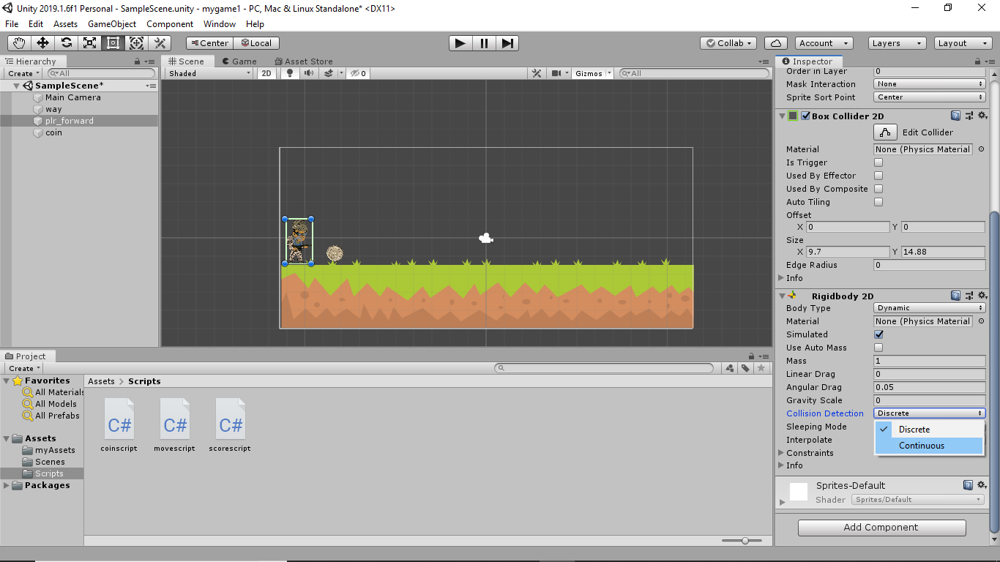 Unity 2019.1.6f1 Personal - SampleScene.unity - mygame1 - PC, Mac & Linux Standalone* <DX11>
File Edit Assets GameObject Component Window Help
Center Local Collab Account Layers Layout
Hierarchy
Create All
SampleScene*
Main Camera
way
plr_forward
coin
Scene Game Asset Store
Shaded 2D 0 Gizmos All
Inspector
Order in Layer 0
Mask Interaction None
Sprite Sort Point Center
Box Collider 2D
Edit Collider
Material None (Physics Material
Is Trigger
Used By Effector
Used By Composite
Auto Tiling
Offset
X 0 Y 0
Size
X 9.7 Y 14.88
Edge Radius 0
Info
Rigidbody 2D
Body Type Dynamic
Material None (Physics Material
Simulated
Use Auto Mass
Mass 1
Linear Drag 0
Angular Drag 0.05
Gravity Scale 0
Collision Detection Discrete
Sleeping Mode
Discrete
Interpolate
Continuous
Constraints
Info
Sprites-Default
Shader Sprites/Default
Add Component
Project
Create
Favorites
All Materials
All Models
All Prefabs
Assets
myAssets
Scenes
Scripts
Packages
Assets > Scripts
C# C# C#
coinscript movescript scorescript